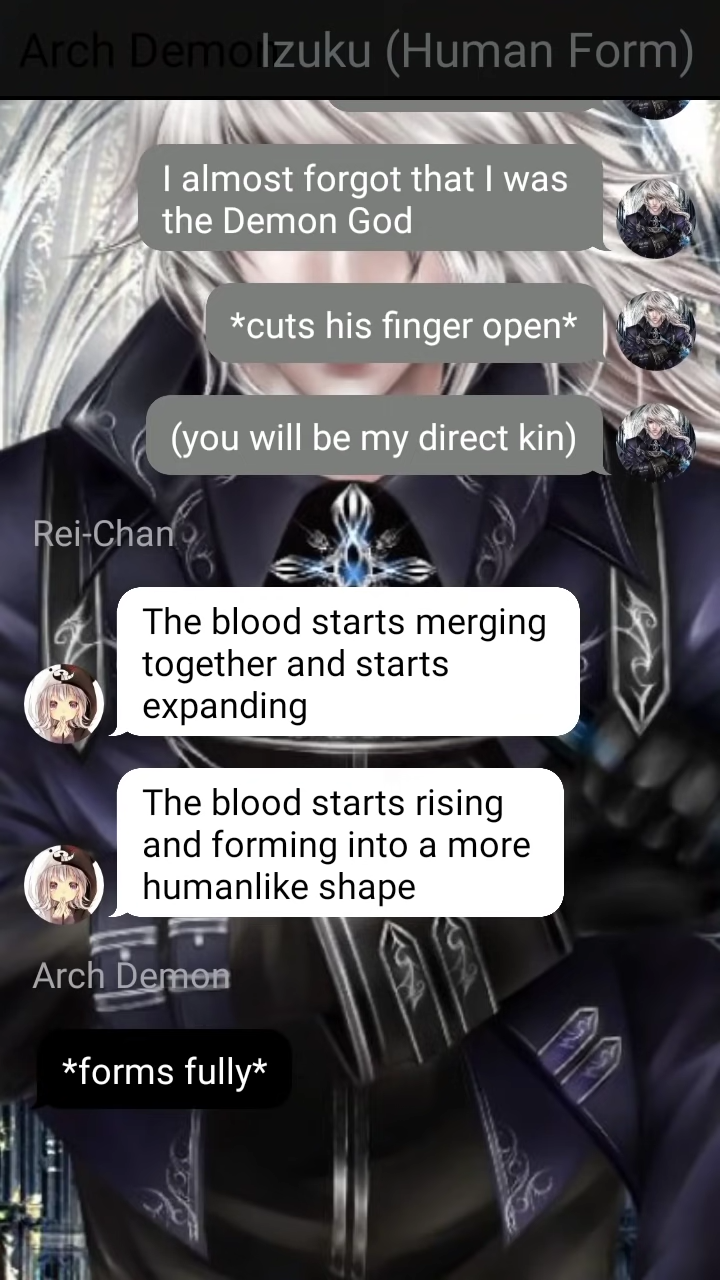 Arch Demon
Izuku (Human Form)
I almost forgot that I was
the Demon God
*cuts his finger open*
(you will be my direct kin)
Rei-Chan
The blood starts merging
together and starts
expanding
The blood starts rising
and forming into a more
humanlike shape
Arch Demon
*forms fully*